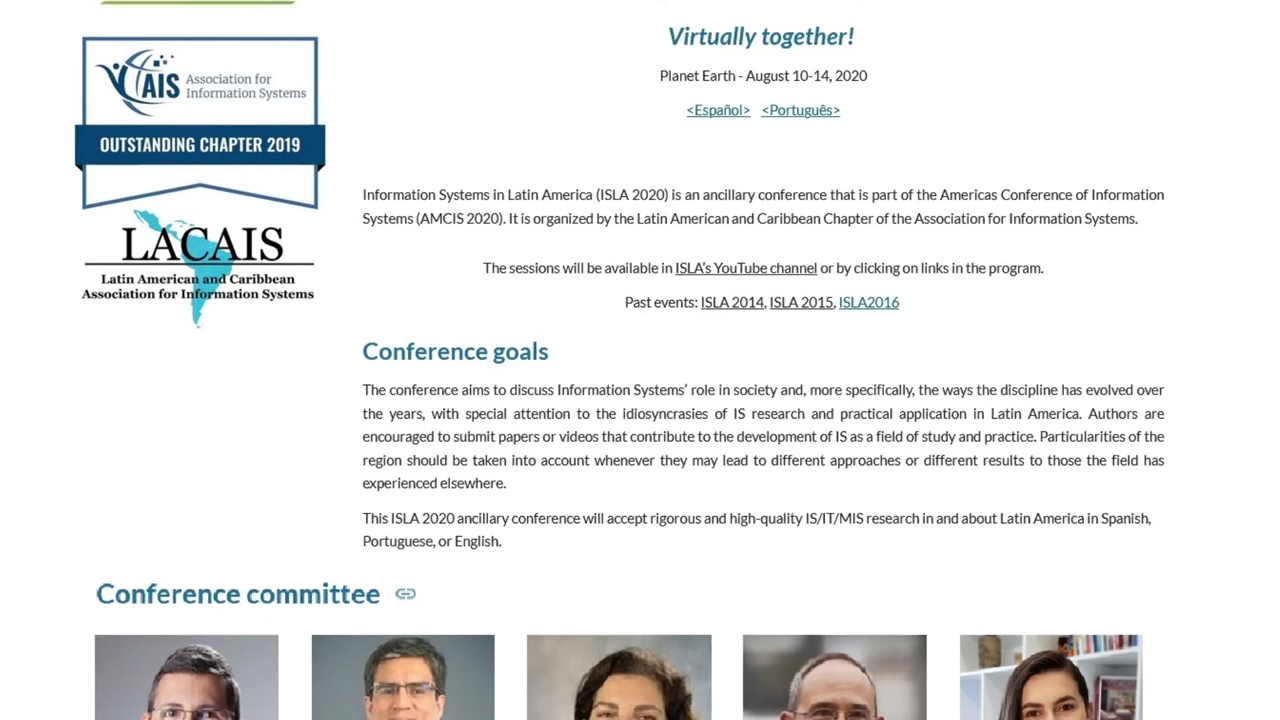 AIS Association for
Information Systems
OUTSTANDING CHAPTER 2019
LACAIS
Latin American and Caribbean
Association for Information Systems
Virtually together!
Planet Earth - August 10-14, 2020
<Español> <Português>
Information Systems in Latin America (ISLA 2020) is an ancillary conference that is part of the Americas Conference of Information
Systems (AMCIS 2020). It is organized by the Latin American and Caribbean Chapter of the Association for Information Systems.
The sessions will be available in ISLA’s YouTube channel or by clicking on links in the program.
Past events: ISLA 2014, ISLA 2015, ISLA2016
Conference goals
The conference aims to discuss Information Systems’ role in society and, more specifically, the ways the discipline has evolved over
the years, with special attention to the idiosyncrasies of IS research and practical application in Latin America. Authors are
encouraged to submit papers or videos that contribute to the development of IS as a field of study and practice. Particularities of the
region should be taken into account whenever they may lead to different approaches or different results to those the field has
experienced elsewhere.
This ISLA 2020 ancillary conference will accept rigorous and high-quality IS/IT/MIS research in and about Latin America in Spanish,
Portuguese, or English.
Conference committee